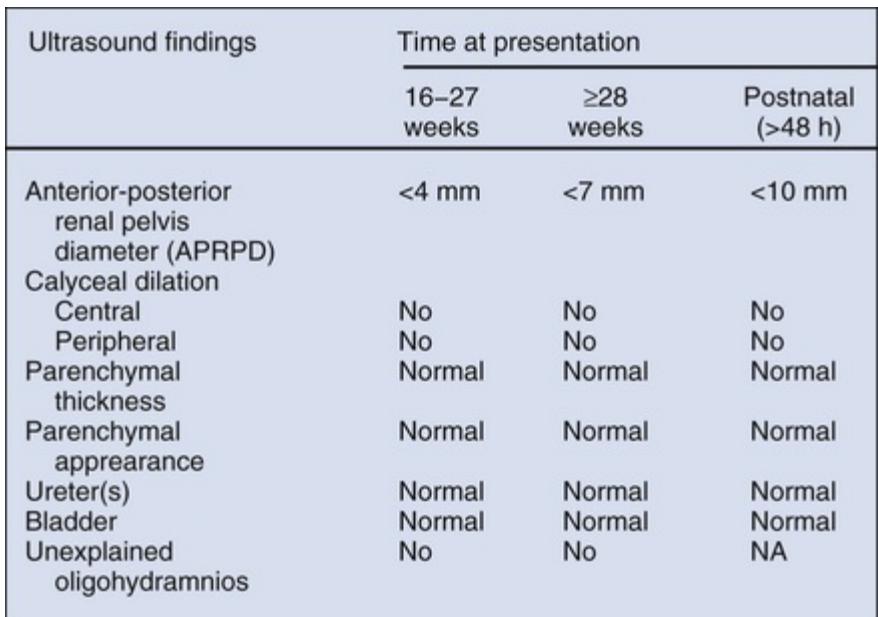 Ultrasound findings Time at presentation
16–27 weeks ≥28 weeks Postnatal (>48 h)
Anterior-posterior renal pelvis diameter (APRPD) <4 mm <7 mm <10 mm
Calyceal dilation
Central No No No
Peripheral No No No
Parenchymal thickness Normal Normal Normal
Parenchymal apprearance Normal Normal Normal
Ureter(s) Normal Normal Normal
Bladder Normal Normal Normal
Unexplained oligohydramnios No No NA